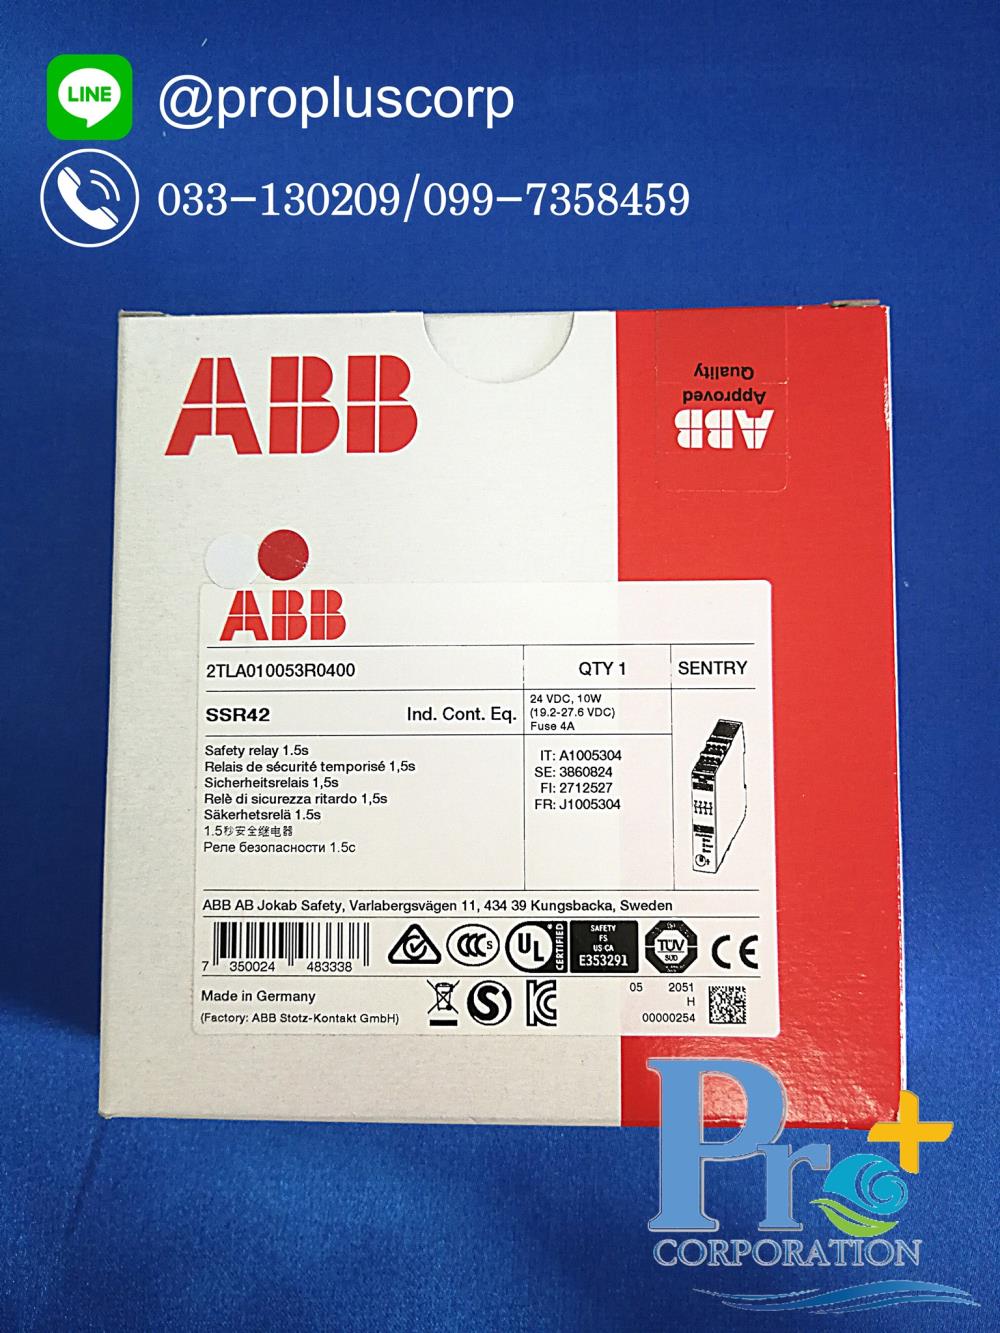 LINE @propluscorp
033-130209/099-7358459
ABB
ABB
Approved
Quality
ABB
2TLA010053R0400
QTY 1
SENTRY
SSR42
Ind. Cont. Eq.
24 VDC, 10W
(19.2-27.6 VDC)
Fuse 4A
Safety relay 1.5s
Relais de sécurité temporisé 1,5s
Sicherheitsrelais 1,5s
Relè di sicurezza ritardo 1,5s
Säkerhetsrelä 1.5s
1.5秒安全继电器
Реле безопасности 1.5с
IT: A1005304
SE: 3860824
FI: 2712527
FR: J1005304
ABB AB Jokab Safety, Varlabergsvägen 11, 434 39 Kungsbacka, Sweden
7 350024 483338
CCC S
UL CERTIFIED
SAFETY
FS
US CA
E353291
TÜV
SÜD
CE
Made in Germany
(Factory: ABB Stotz-Kontakt GmbH)
S
05 2051
H
00000254
Pro+
CORPORATION